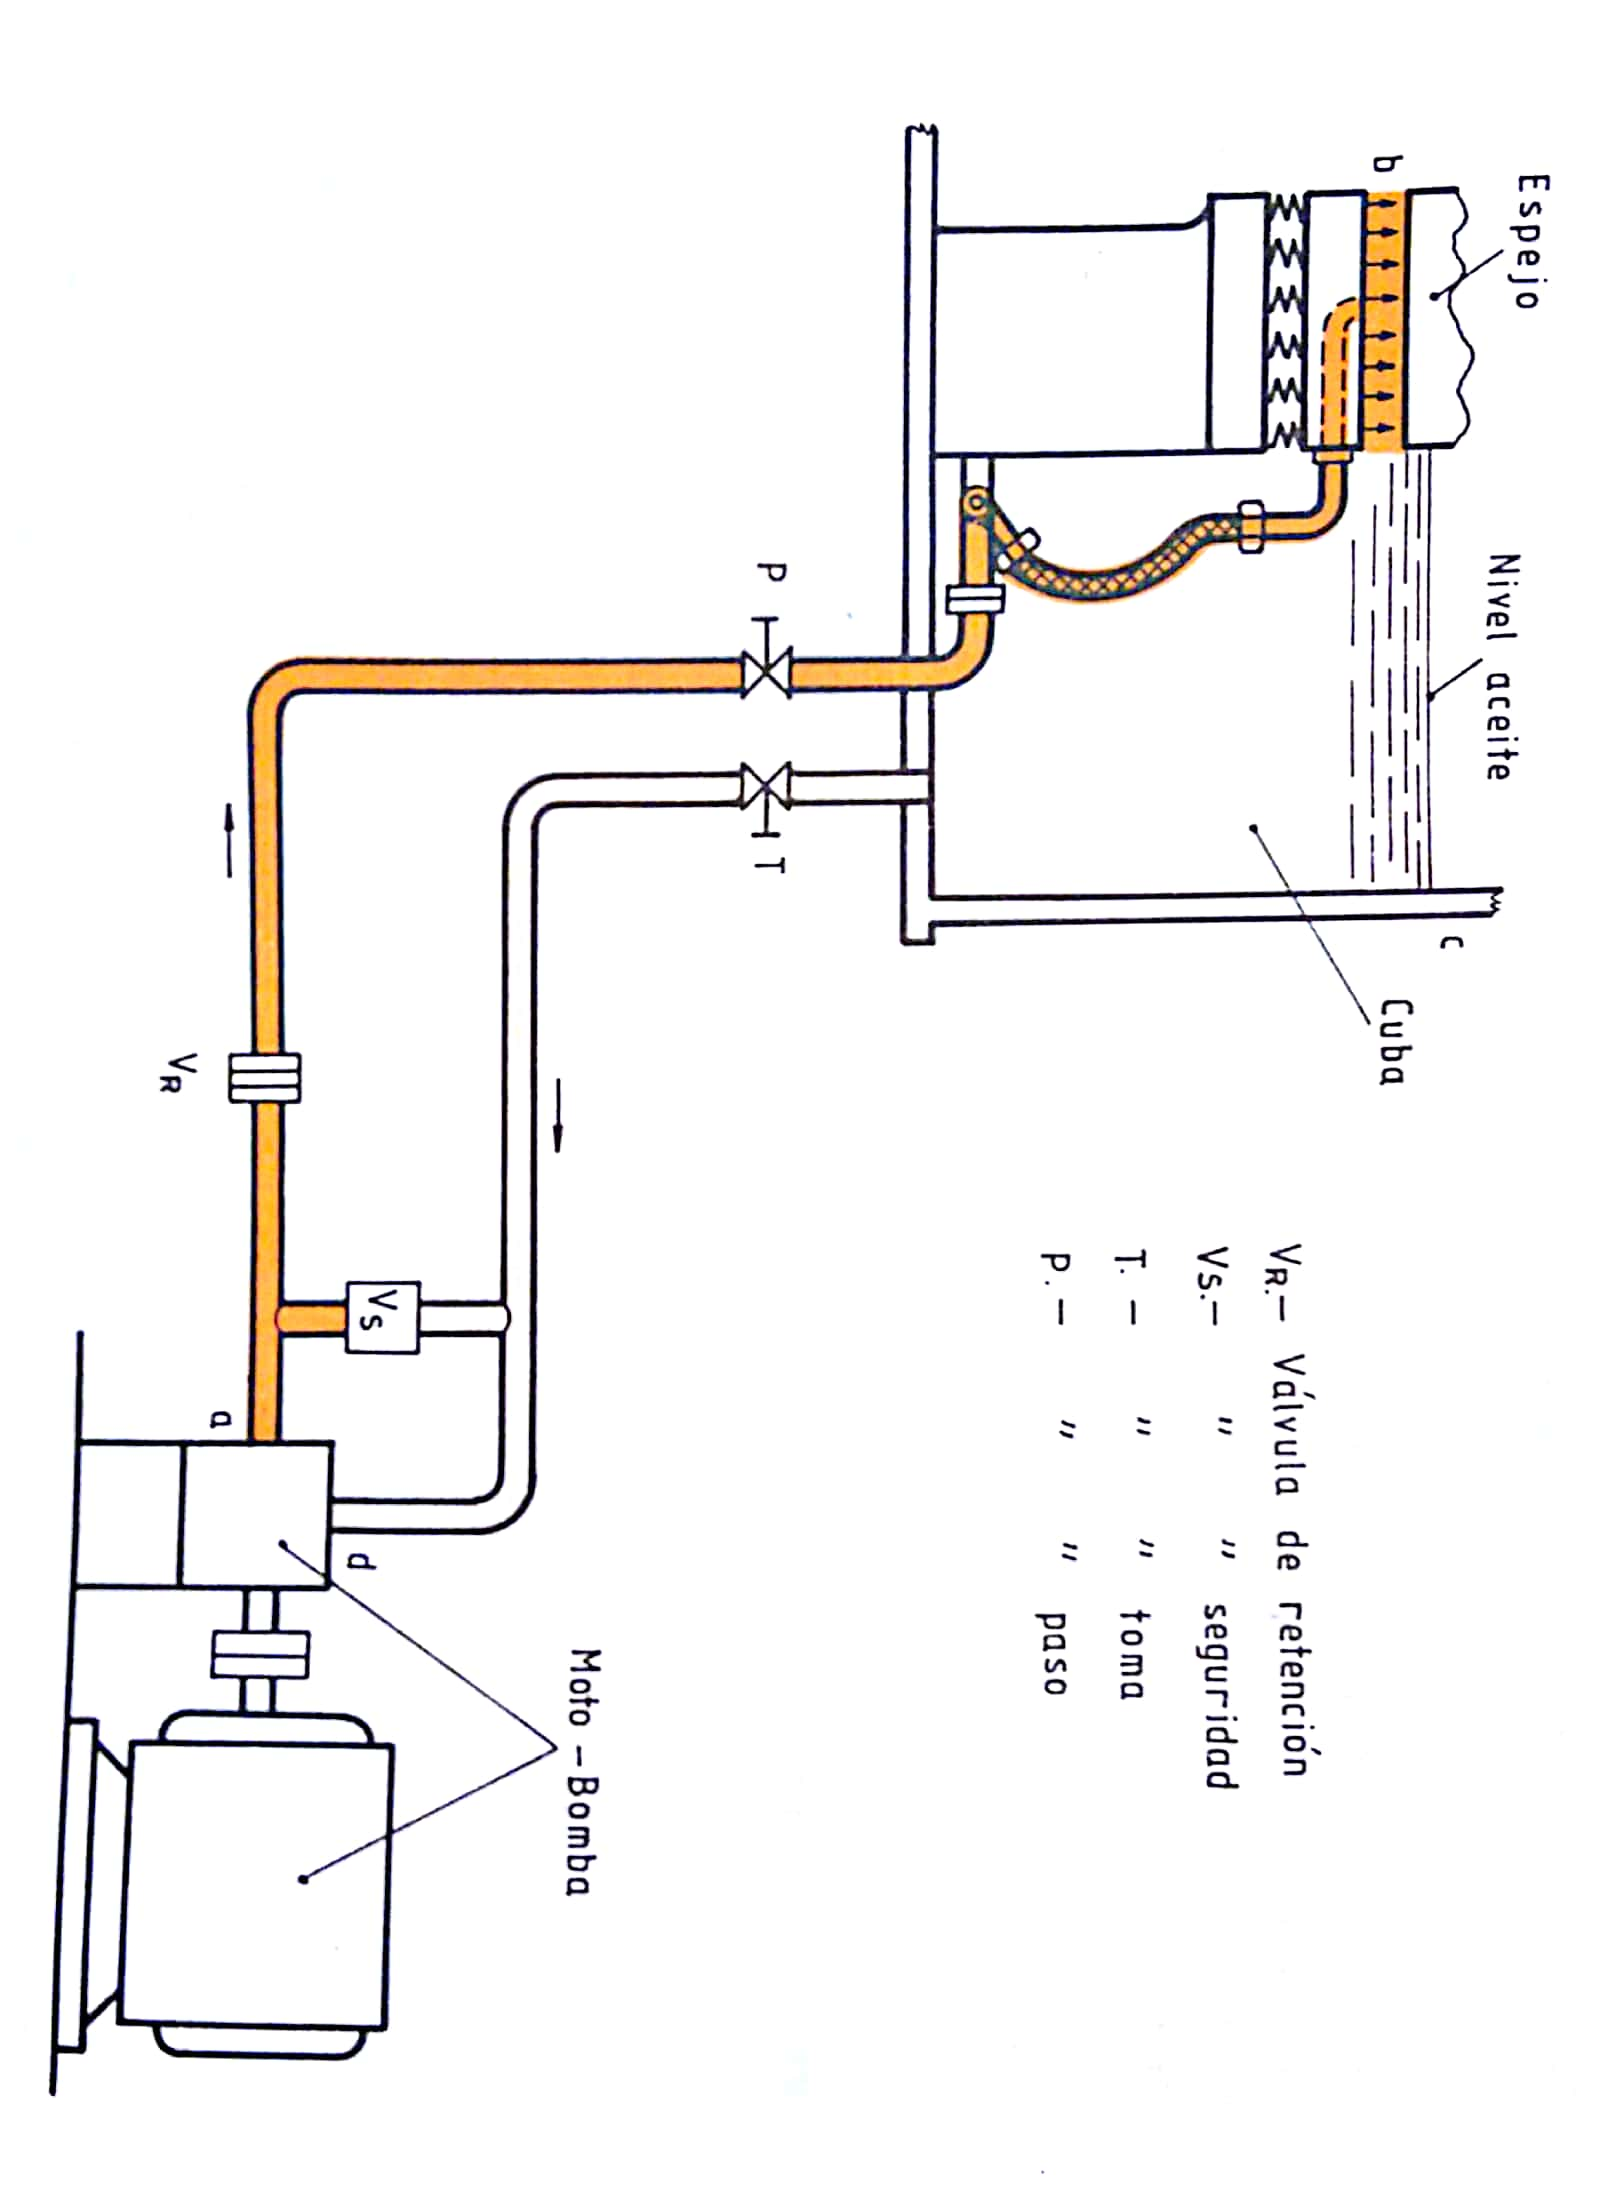 Espejo
b
Nivel aceite
c
Cuba
P
T
VR
Vs
a
d
Moto - Bomba
VR.- Válvula de retención
Vs.- " " seguridad
T. - " " toma
P. - " " paso